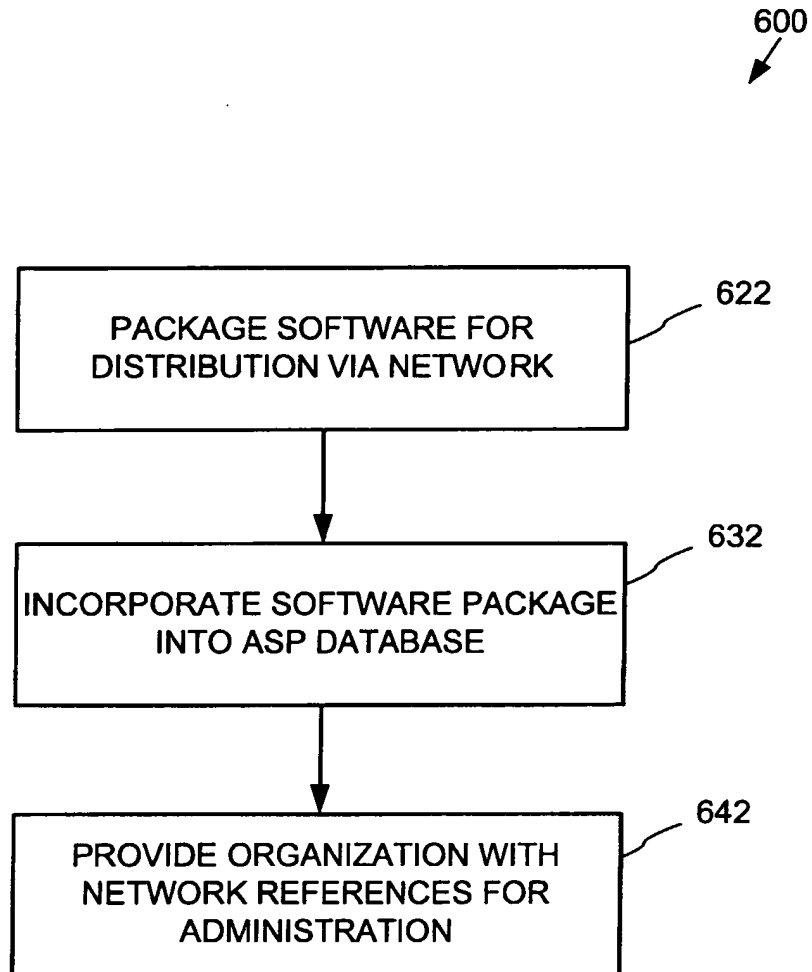 600
PACKAGE SOFTWARE FOR
DISTRIBUTION VIA NETWORK
622
INCORPORATE SOFTWARE PACKAGE
INTO ASP DATABASE
632
PROVIDE ORGANIZATION WITH
NETWORK REFERENCES FOR
ADMINISTRATION
642